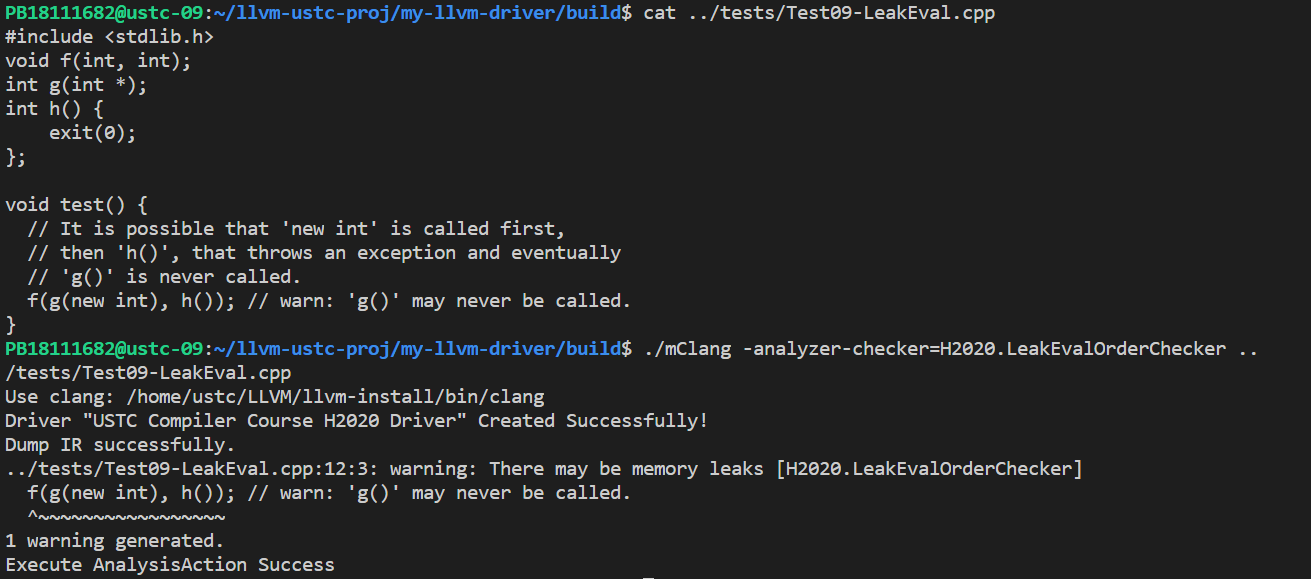 PB18111682@ustc-09:~/llvm-ustc-proj/my-llvm-driver/build$ cat ../tests/Test09-LeakEval.cpp
#include <stdlib.h>
void f(int, int);
int g(int *);
int h() {
    exit(0);
};

void test() {
  // It is possible that 'new int' is called first,
  // then 'h()', that throws an exception and eventually
  // 'g()' is never called.
  f(g(new int), h()); // warn: 'g()' may never be called.
}
PB18111682@ustc-09:~/llvm-ustc-proj/my-llvm-driver/build$ ./mClang -analyzer-checker=H2020.LeakEvalOrderChecker ..
/tests/Test09-LeakEval.cpp
Use clang: /home/ustc/LLVM/llvm-install/bin/clang
Driver "USTC Compiler Course H2020 Driver" Created Successfully!
Dump IR successfully.
../tests/Test09-LeakEval.cpp:12:3: warning: There may be memory leaks [H2020.LeakEvalOrderChecker]
  f(g(new int), h()); // warn: 'g()' may never be called.
  ^~~~~~~~~~~~~~~~~~
1 warning generated.
Execute AnalysisAction Success